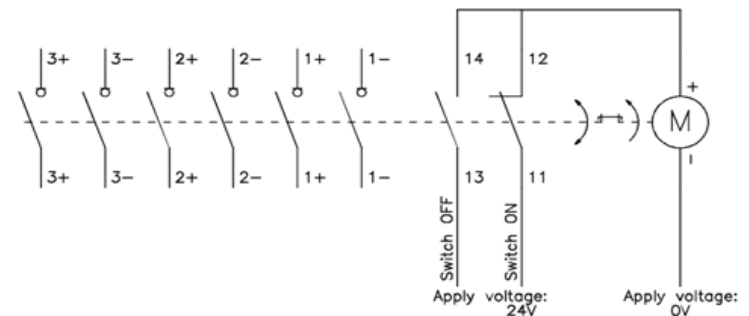 3+ 3- 2+ 2- 1+ 1- 14 12
+
M
-
3+ 3- 2+ 2- 1+ 1- 13 11
Switch OFF
Switch ON
Apply voltage:
24V
Apply voltage:
0V